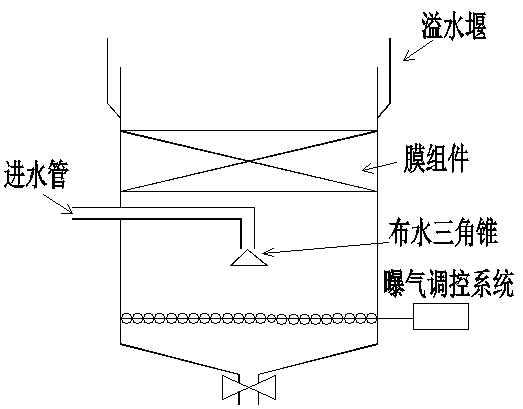 溢水堰
膜组件
进水管
布水三角锥
曝气调控系统